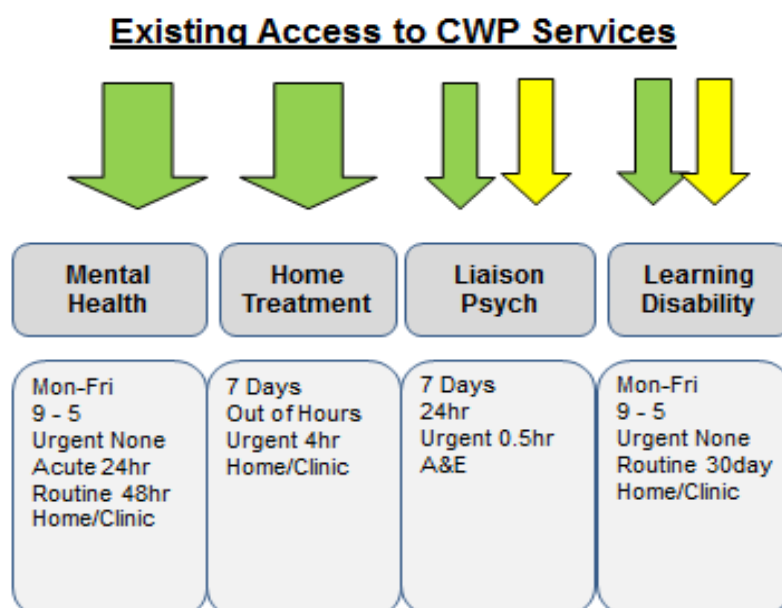 Existing Access to CWP Services
Mental
Health
Home
Treatment
Liaison
Psych
Learning
Disability
Mon-Fri
9 - 5
Urgent None
Acute 24hr
Routine 48hr
Home/Clinic
7 Days
Out of Hours
Urgent 4hr
Home/Clinic
7 Days
24hr
Urgent 0.5hr
A&E
Mon-Fri
9 - 5
Urgent None
Routine 30day
Home/Clinic